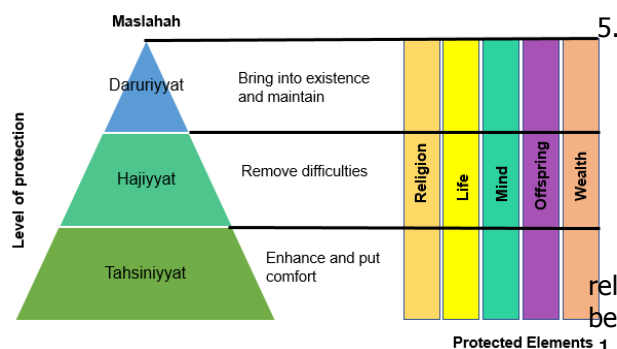 Maslahah
5.
Daruriyyat
Bring into existence
and maintain
Hajiyyat
Remove difficulties
Tahsiniyyat
Enhance and put
comfort
Level of protection
Religion
Life
Mind
Offspring
Wealth
rel
be
Protected Elements 1